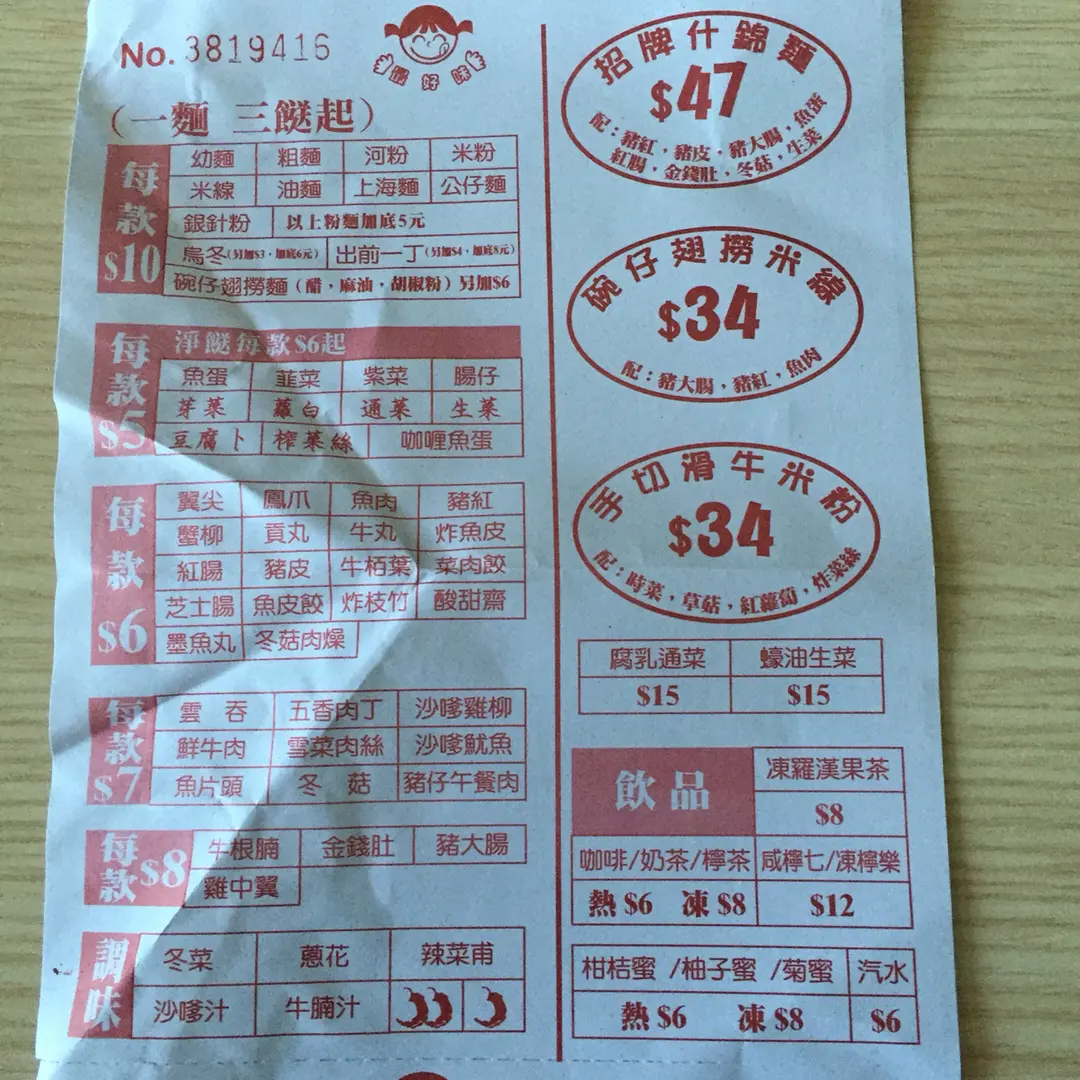 No. 3819416
還好味
(一麵 三餸起)
每款$10
幼麵 粗麵 河粉 米粉
米線 油麵 上海麵 公仔麵
銀針粉 以上粉麵加底5元
烏冬(另加$3，加底6元) 出前一丁(另加$4，加底8元)
碗仔翅撈麵(醋，麻油，胡椒粉)另加$6
每款$5
淨餸每款$6起
魚蛋 韮菜 紫菜 腸仔
芽菜 蘿白 通菜 生菜
豆腐卜 榨菜絲 咖喱魚蛋
每款$6
翼尖 鳳爪 魚肉 豬紅
蟹柳 貢丸 牛丸 炸魚皮
紅腸 豬皮 牛栢葉 菜肉餃
芝士腸 魚皮餃 炸枝竹 酸甜齋
墨魚丸 冬菇肉燥
每款$7
雲吞 五香肉丁 沙嗲雞柳
鮮牛肉 雪菜肉絲 沙嗲魷魚
魚片頭 冬菇 豬仔午餐肉
每款$8
牛根腩 金錢肚 豬大腸
雞中翼
調味
冬菜 蔥花 辣菜甫
沙嗲汁 牛腩汁
招牌什錦麵
$47
配：豬紅，豬皮，豬大腸，魚蛋
紅腸，金錢肚，冬菇，生菜
碗仔翅撈米線
$34
配：豬大腸，豬紅，魚肉
手切滑牛米粉
$34
配：時菜，草菇，紅蘿蔔，炸菜絲
腐乳通菜 蠔油生菜
$15 $15
飲品
凍羅漢果茶
$8
咖啡/奶茶/檸茶 咸檸七/凍檸樂
熱$6 凍$8 $12
柑桔蜜/柚子蜜/菊蜜 汽水
熱$6 凍$8 $6